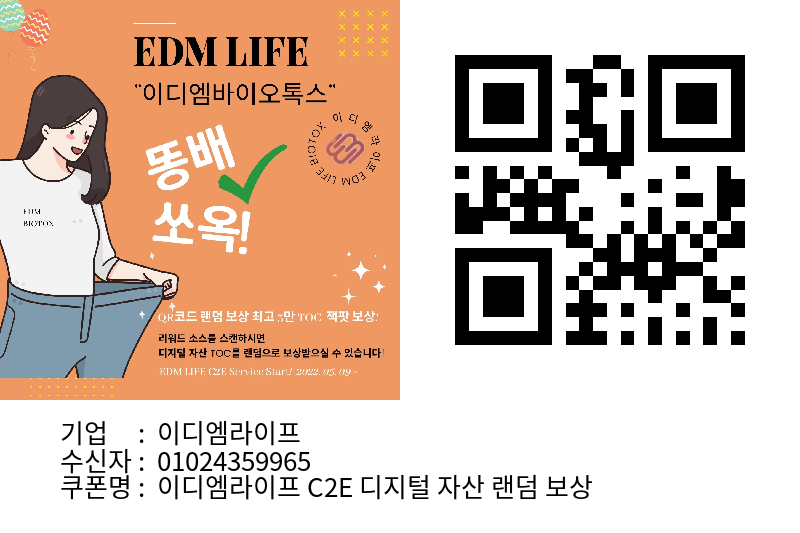 EDM LIFE
"이디엠바이오톡스"
이디엠라이프 EDM LIFE BIOTOX
똥배
쏘옥!
EDM
BIOTOX
QR코드 랜덤 보상 최고 5만 TOC 잭팟 보상!
리워드 소스를 스캔하시면
디지털 자산 TOC를 랜덤으로 보상받으실 수 있습니다!
EDM LIFE C2E Service Start! 2022. 05. 09 ~
기업 : 이디엠라이프
수신자 : 01024359965
쿠폰명 : 이디엠라이프 C2E 디지털 자산 랜덤 보상